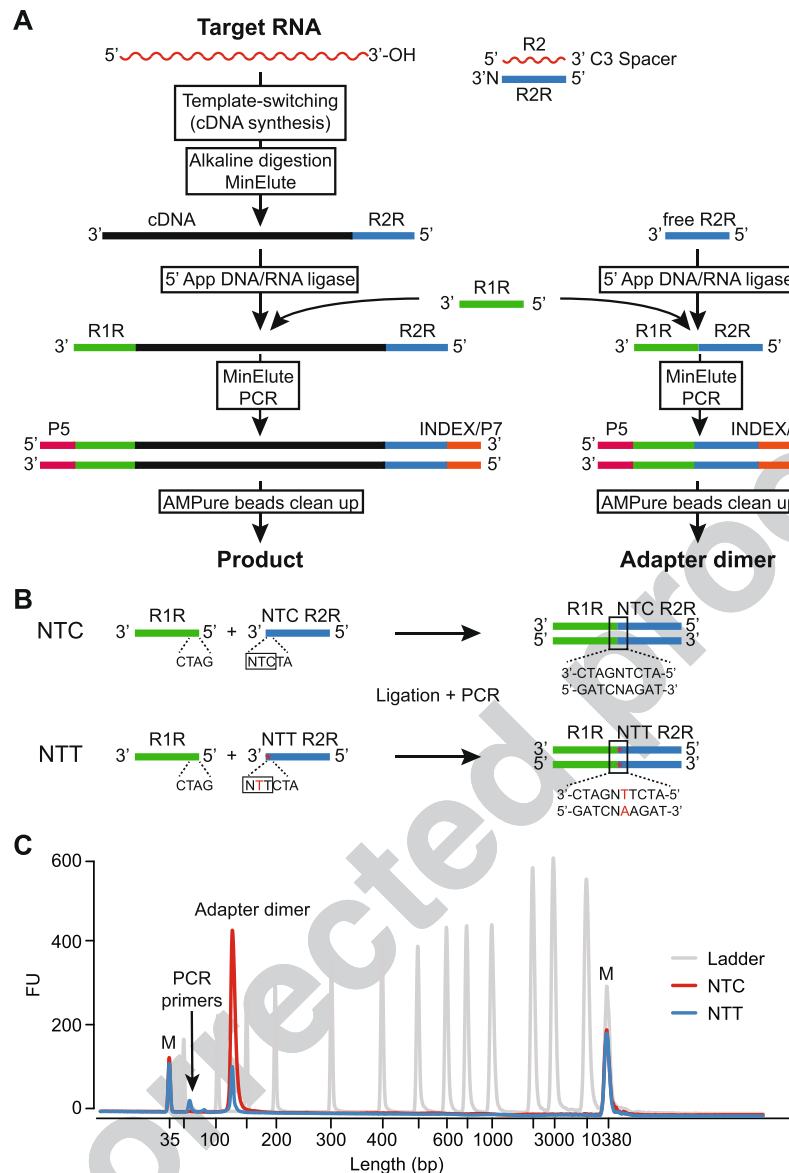 A
Target RNA
5’ 3’-OH
R2
5’ 3’ C3 Spacer
3’N 5’
R2R
Template-switching
(cDNA synthesis)
Alkaline digestion
MinElute
cDNA R2R
3’ 5’
free R2R
3’ 5’
5’ App DNA/RNA ligase
5’ App DNA/RNA ligase
R1R
3’ 5’
R1R R2R
3’ 5’
R1R R2R
3’ 5’
MinElute
PCR
MinElute
PCR
P5 INDEX/P7
5’ 3’
3’ 5’
P5 INDEX/
5’
3’
AMPure beads clean up
AMPure beads clean up
Product
Adapter dimer
B
NTC
R1R NTC R2R
3’ 5’ + 3’ 5’
CTAG NTCTA
R1R NTC R2R
3’ 5’
5’ 3’
3’-CTAGNTCTA-5’
5’-GATCNAGAT-3’
Ligation + PCR
NTT
R1R NTT R2R
3’ 5’ + 3’ 5’
CTAG NTTCTA
R1R NTT R2R
3’ 5’
5’ 3’
3’-CTAGNTTCTA-5’
5’-GATCNAAGAT-3’
C
600
400
200
0
FU
Adapter dimer
PCR
primers
M
M
Ladder
NTC
NTT
35 100 200 300 400 600 1000 3000 10380
Length (bp)